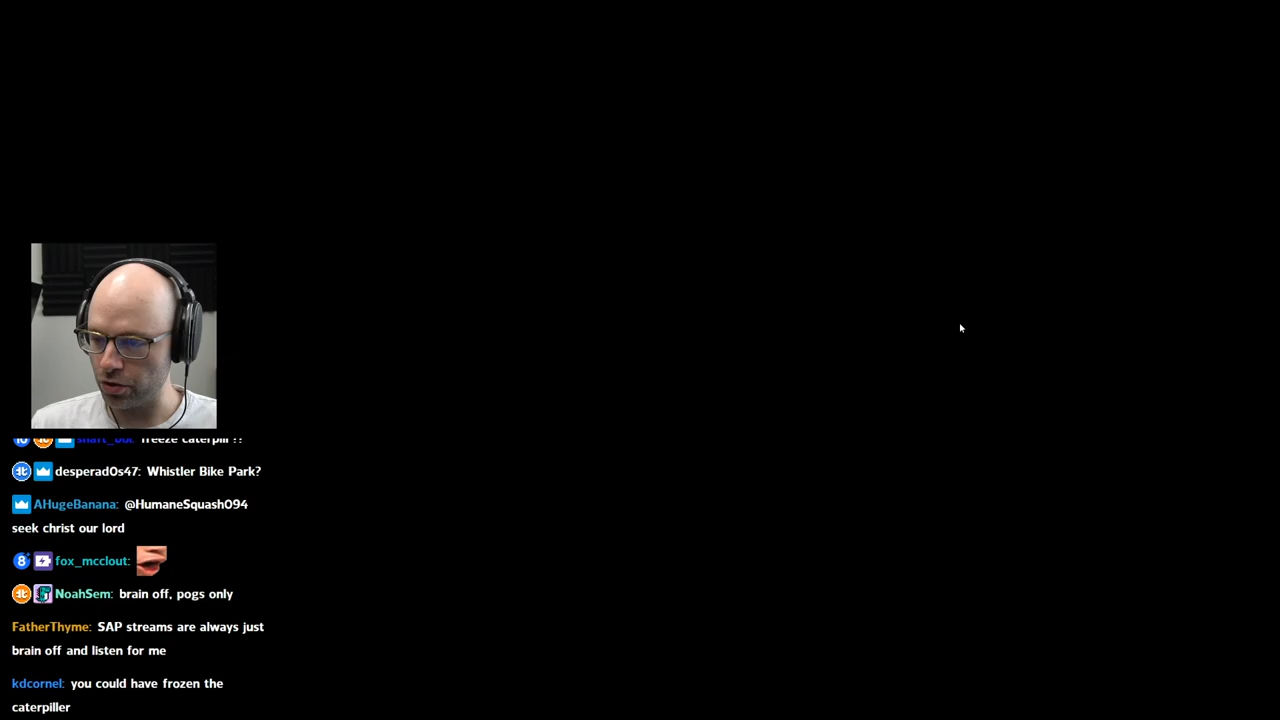 desperad0s47: Whistler Bike Park?
AHugeBanana: @HumaneSquash094
seek christ our lord
8 fox_mcclout:
NoahSem: brain off, pogs only
FatherThyme: SAP streams are always just
brain off and listen for me
kdcornel: you could have frozen the
caterpiller